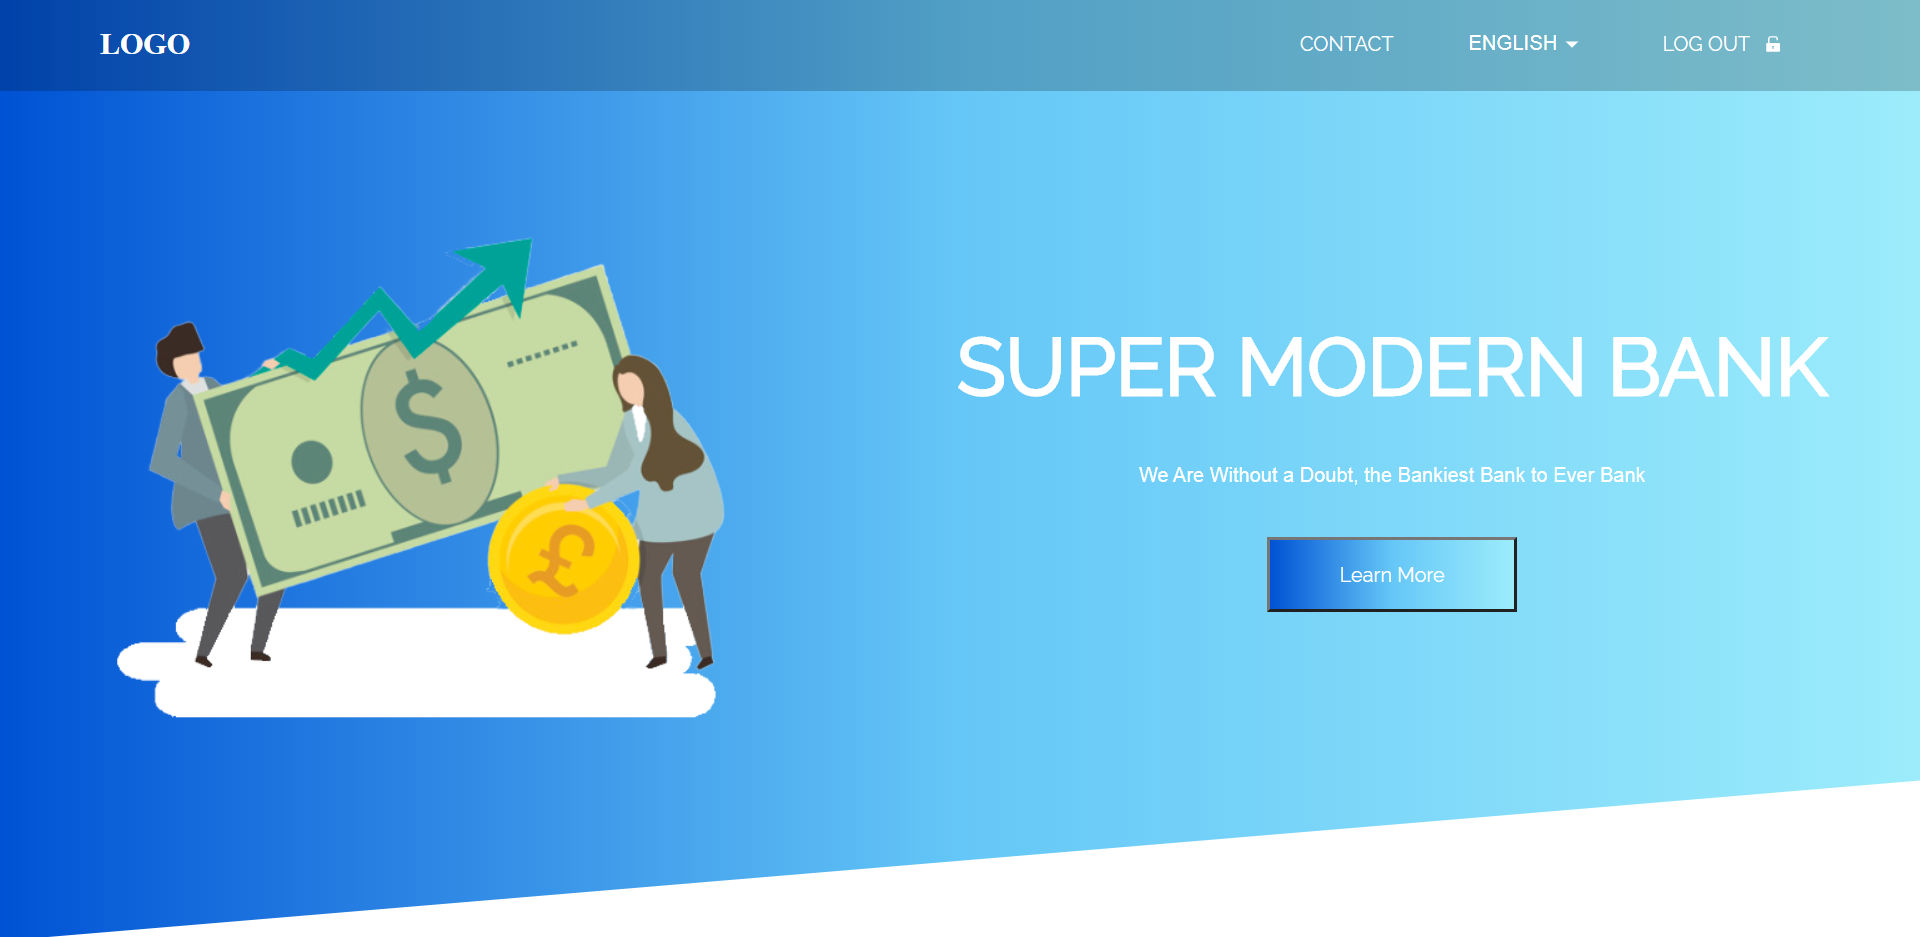 LOGO
CONTACT
ENGLISH
LOG OUT
$
SUPER MODERN BANK
We Are Without a Doubt, the Bankiest Bank to Ever Bank
£
Learn More